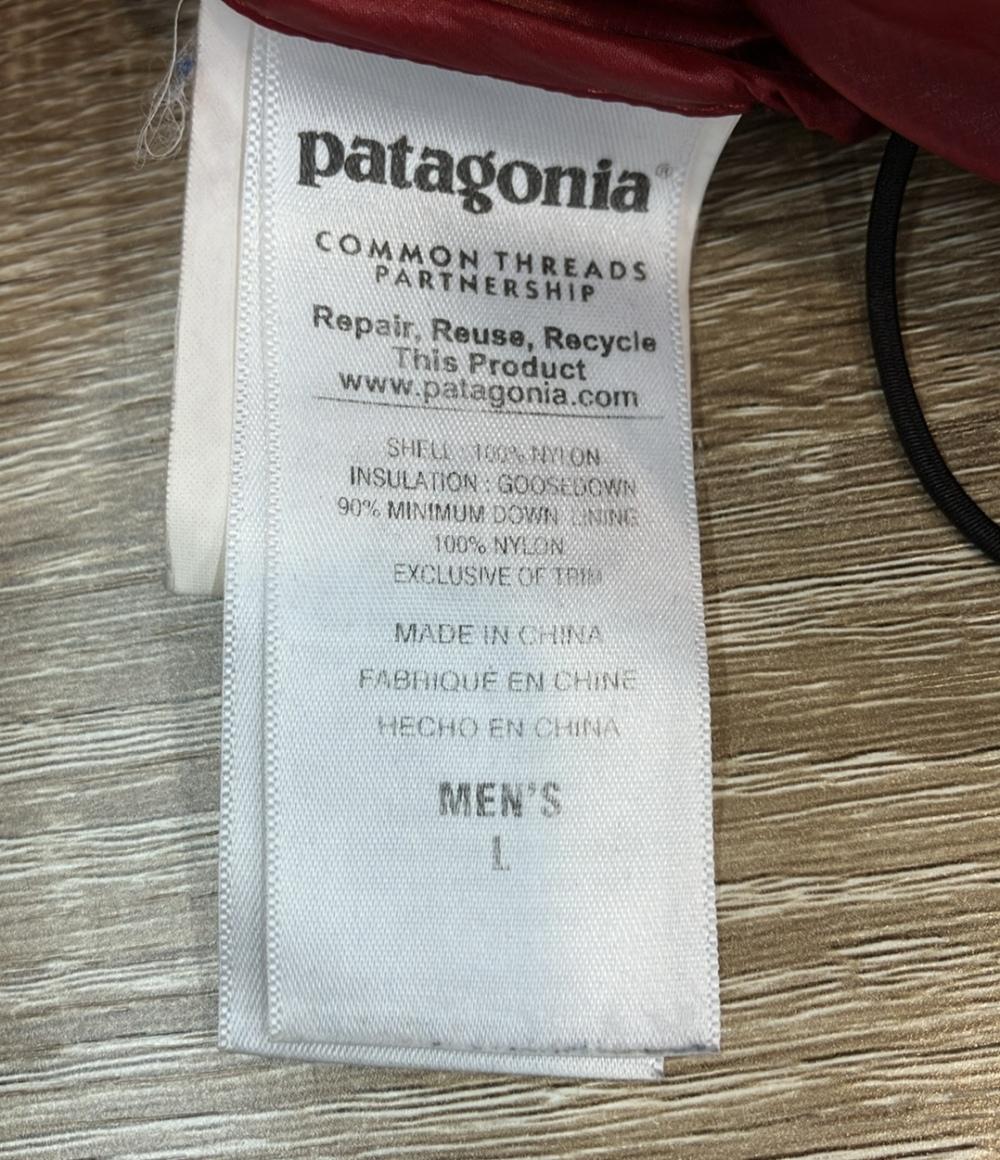 patagonia®
COMMON THREADS
PARTNERSHIP
Repair, Reuse, Recycle
This Product
www.patagonia.com
SHELL : 100% NYLON
INSULATION : GOOSEDOWN
90% MINIMUM DOWN LINING
100% NYLON
EXCLUSIVE OF TRIM
MADE IN CHINA
FABRIQUÉ EN CHINE
HECHO EN CHINA
MEN'S
L